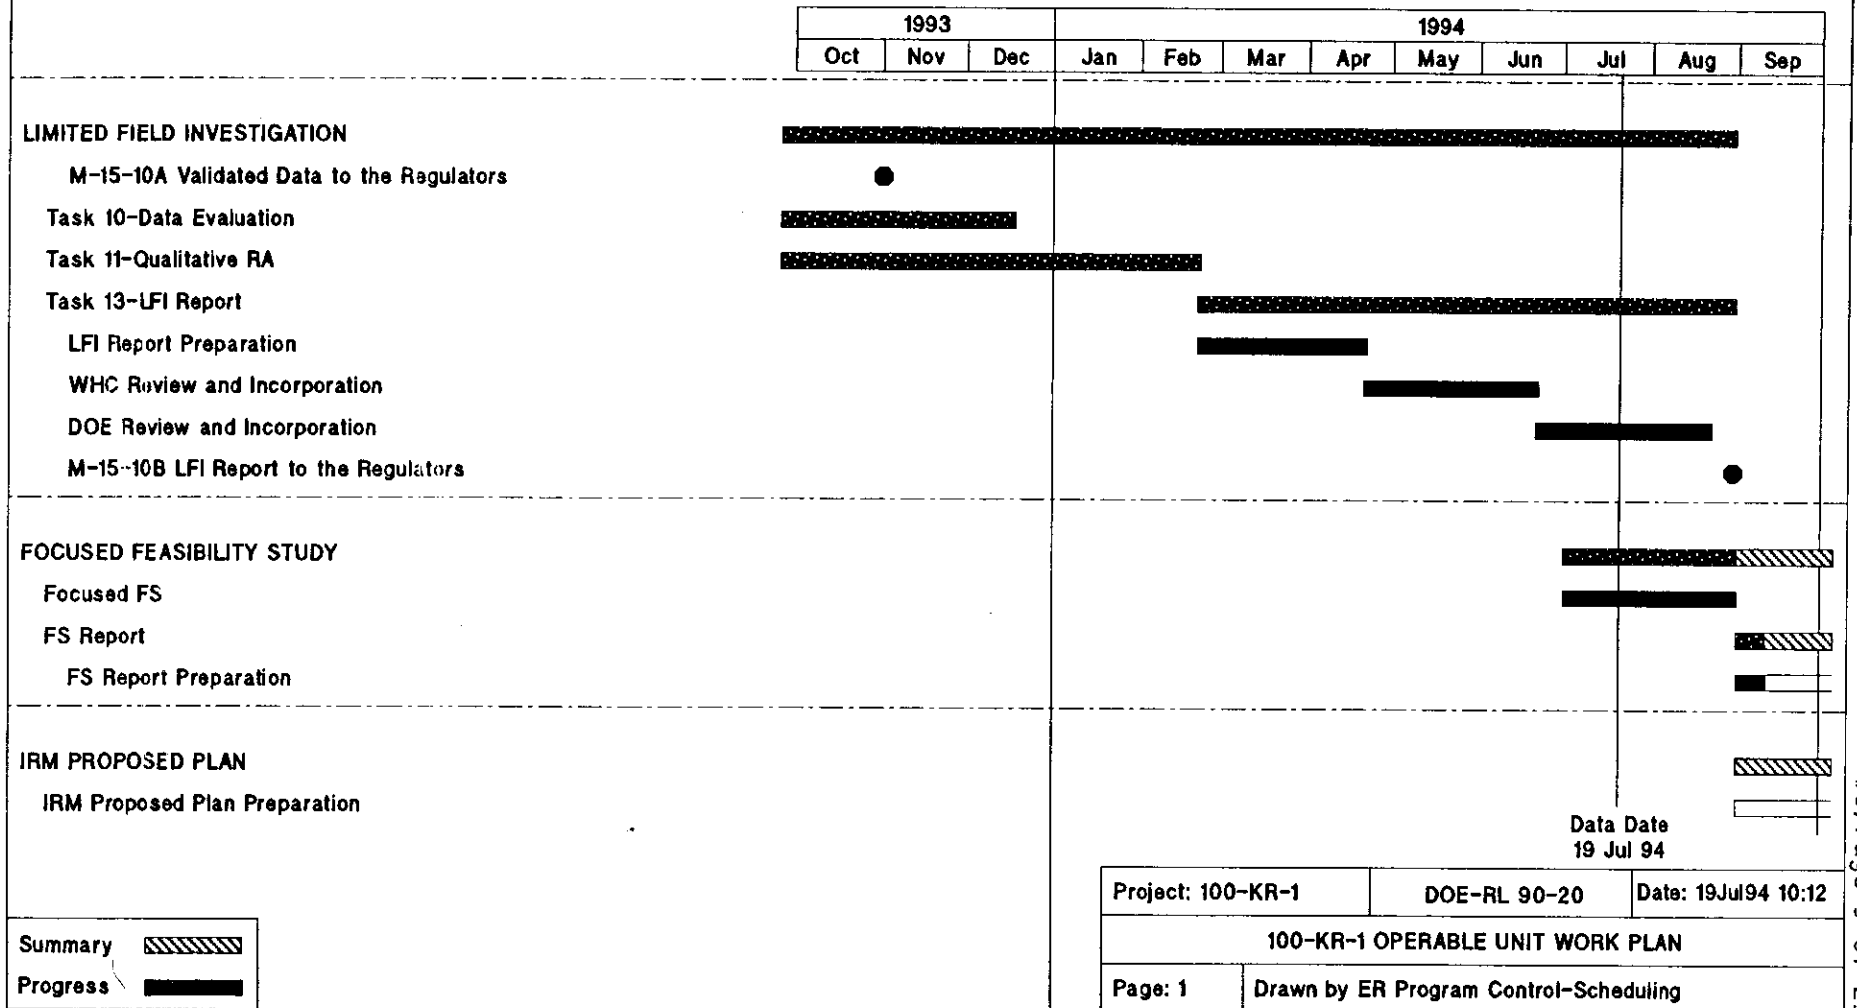 1993 1994
Oct Nov Dec Jan Feb Mar Apr May Jun Jul Aug Sep
LIMITED FIELD INVESTIGATION
M-15-10A Validated Data to the Regulators
Task 10-Data Evaluation
Task 11-Qualitative RA
Task 13-LFI Report
LFI Report Preparation
WHC Review and Incorporation
DOE Review and Incorporation
M-15-10B LFI Report to the Regulators
FOCUSED FEASIBILITY STUDY
Focused FS
FS Report
FS Report Preparation
IRM PROPOSED PLAN
IRM Proposed Plan Preparation
Data Date
19 Jul 94
Project: 100-KR-1 DOE-RL 90-20 Date: 19Jul94 10:12
100-KR-1 OPERABLE UNIT WORK PLAN
Page: 1 Drawn by ER Program Control-Scheduling
Summary
Progress